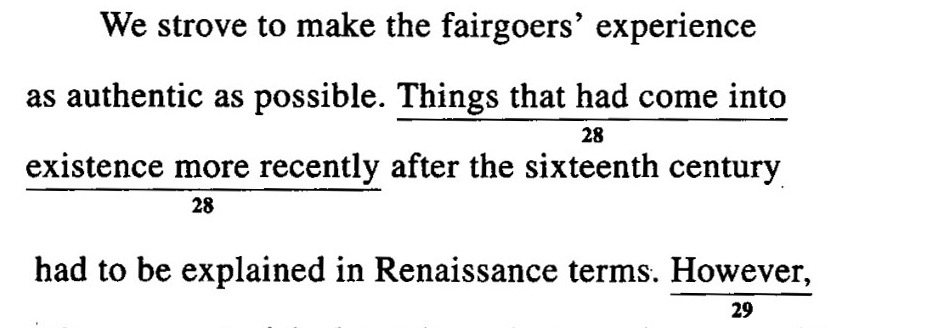 We strove to make the fairgoers’ experience
as authentic as possible. Things that had come into
28
existence more recently after the sixteenth century
28
had to be explained in Renaissance terms. However,
29